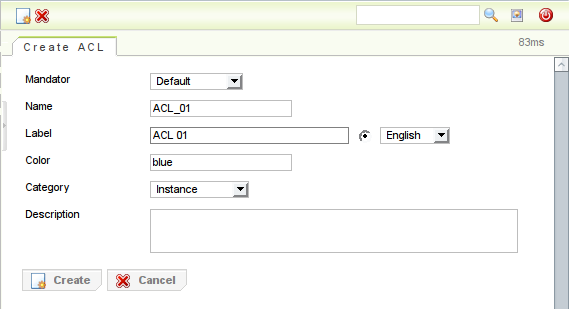 Create ACL
83ms
Mandator Default
Name ACL_01
Label ACL 01 English
Color blue
Category Instance
Description
Create Cancel